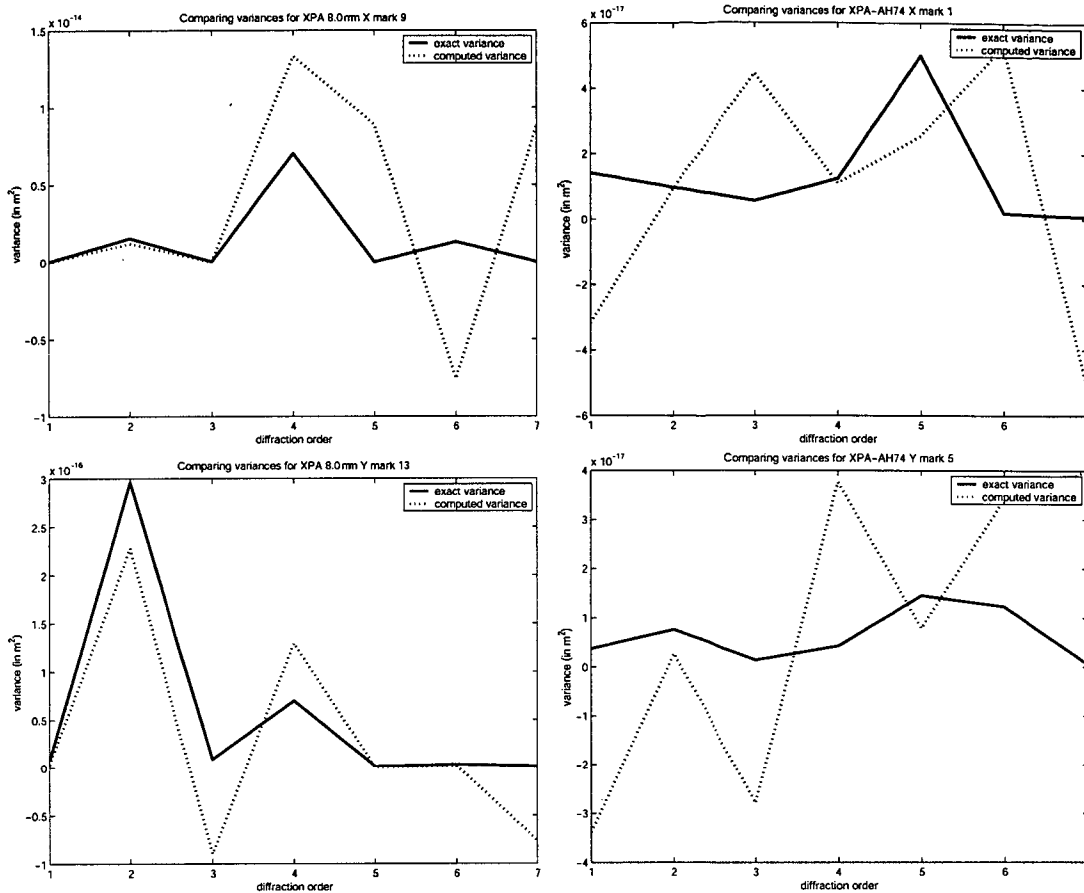 Comparing variances for XPA 8.0mm X mark 9
x 10^-14
exact variance
computed variance
1.5
1
0.5
0
-0.5
-1
variance (in m²)
1 2 3 4 5 6 7
diffraction order
Comparing variances for XPA-AH74 X mark 1
x 10^-17
exact variance
computed variance
6
4
2
0
-2
-4
-6
variance (in m²)
1 2 3 4 5 6
diffraction order
Comparing variances for XPA 8.0mm Y mark 13
x 10^-16
exact variance
computed variance
3
2.5
2
1.5
1
0.5
0
-0.5
-1
variance (in m²)
1 2 3 4 5 6 7
diffraction order
Comparing variances for XPA-AH74 Y mark 5
x 10^-17
exact variance
computed variance
4
3
2
1
0
-1
-2
-3
-4
variance (in m²)
1 2 3 4 5 6
diffraction order